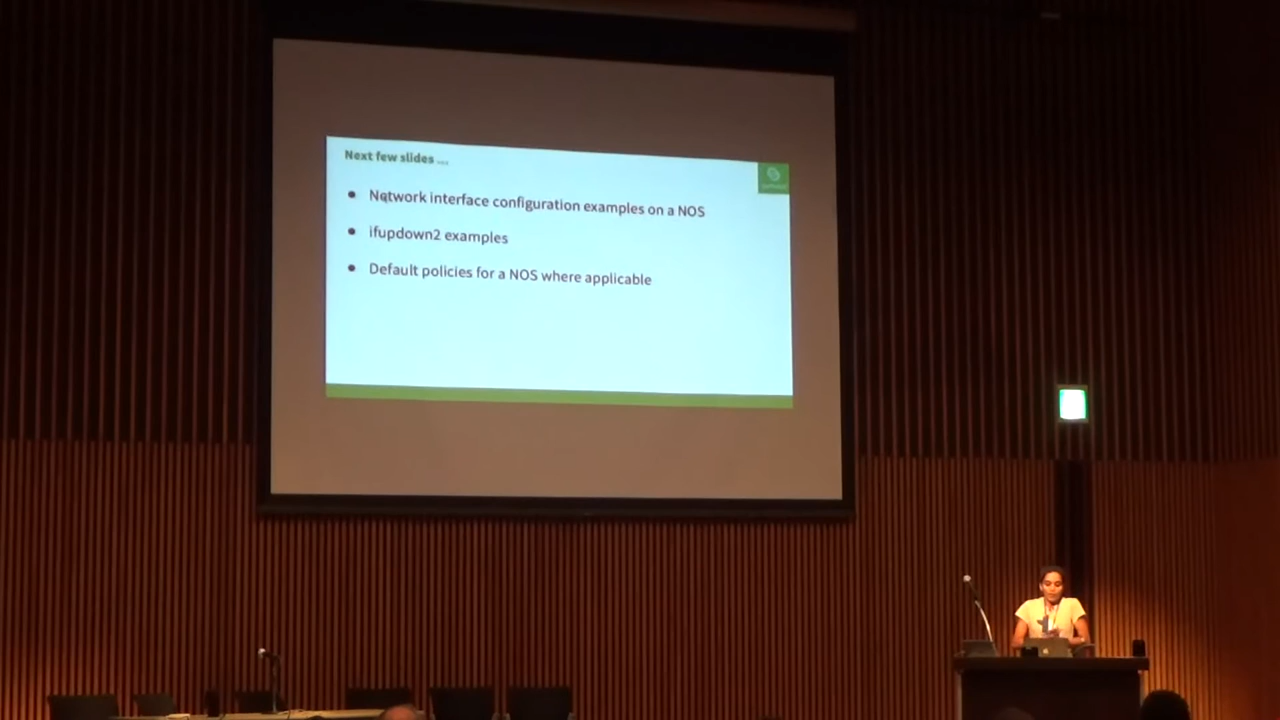 Next few slides ...
• Network interface configuration examples on a NOS
• ifupdown2 examples
• Default policies for a NOS where applicable